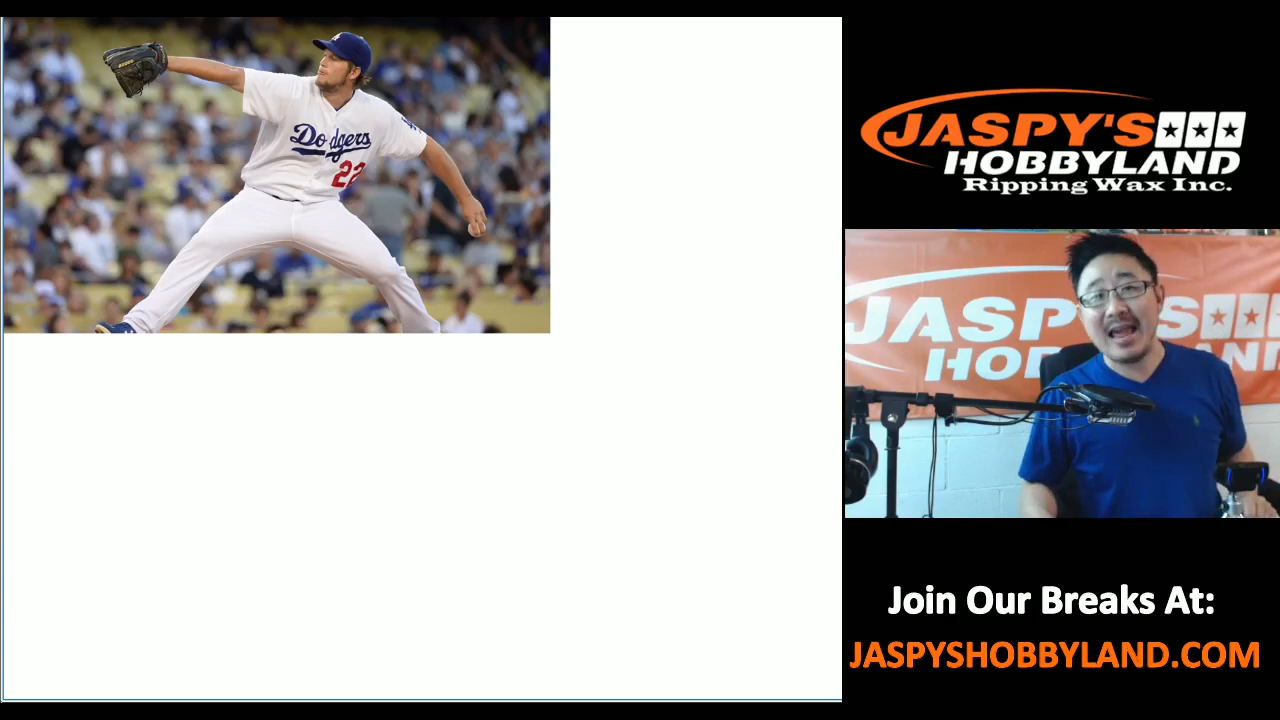 Dodgers
22
JASPY'S
HOBBYLAND
Ripping Wax Inc.
JASPY'S
HOBBYLAND
Join Our Breaks At:
JASPYSHOBBYLAND.COM